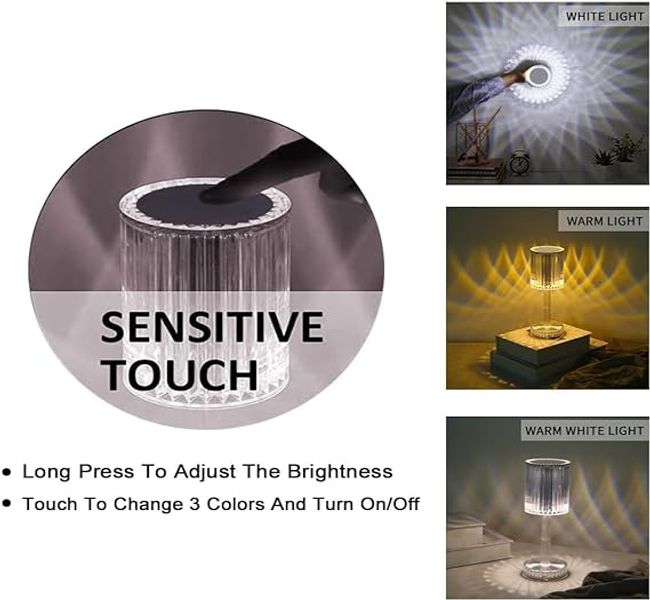 WHITE LIGHT
SENSITIVE
TOUCH
• Long Press To Adjust The Brightness
• Touch To Change 3 Colors And Turn On/Off
WARM LIGHT
WARM WHITE LIGHT